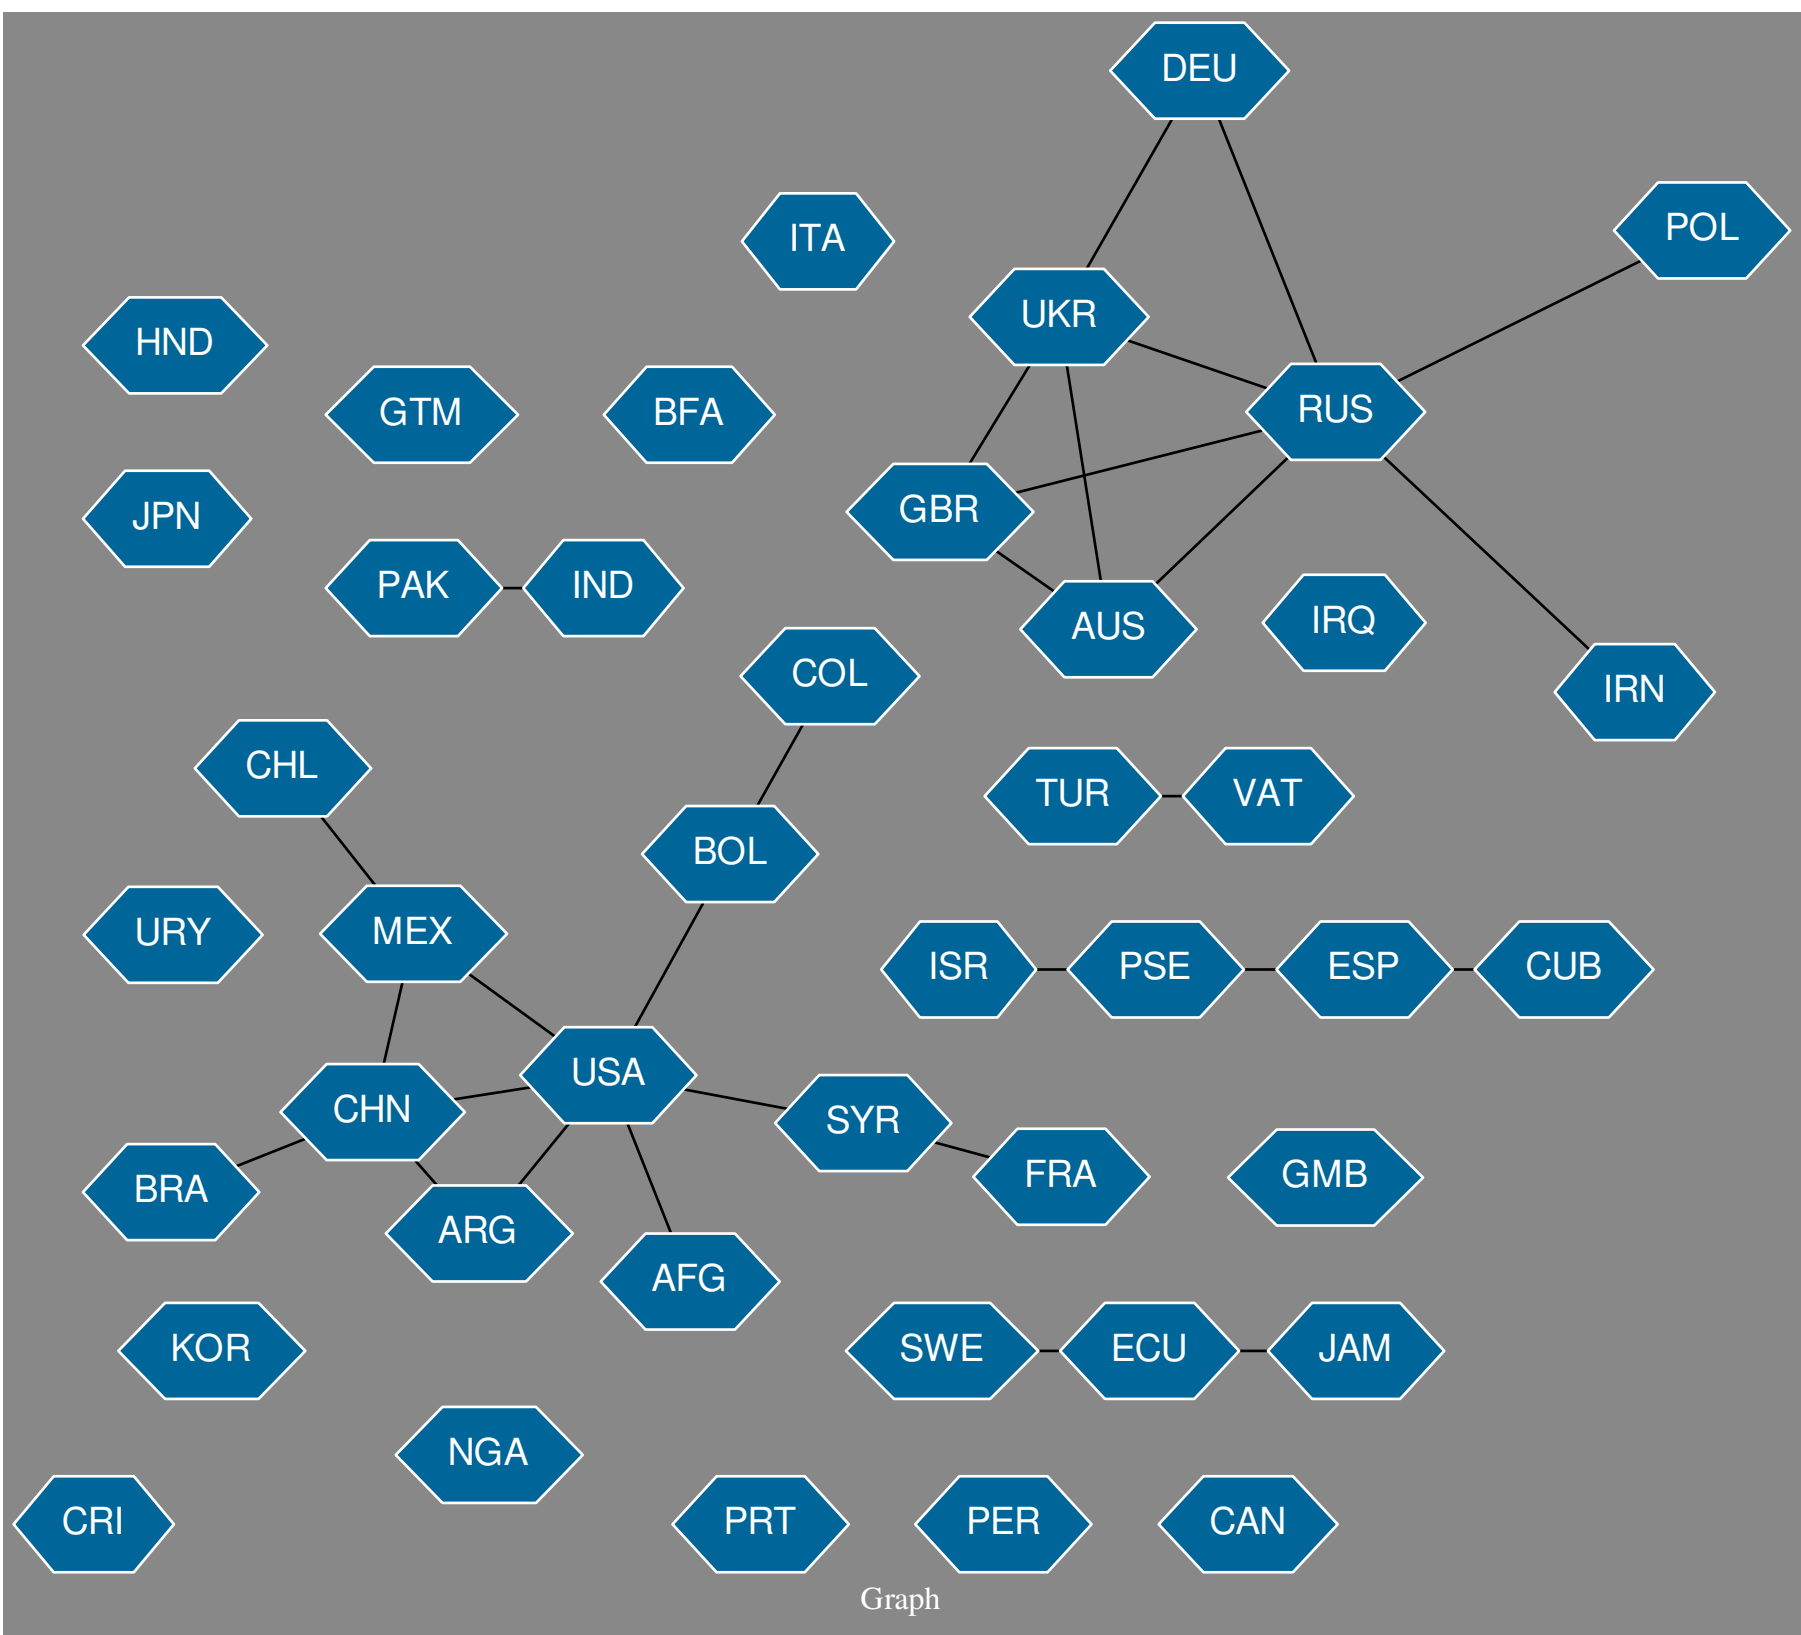 DEU
POL
ITA
UKR
HND
RUS
GTM
BFA
GBR
JPN
PAK
IND
AUS
IRQ
COL
IRN
CHL
TUR
VAT
BOL
URY
MEX
ISR
PSE
ESP
CUB
USA
CHN
SYR
FRA
GMB
BRA
ARG
AFG
KOR
SWE
ECU
JAM
NGA
CRI
PRT
PER
CAN
Graph